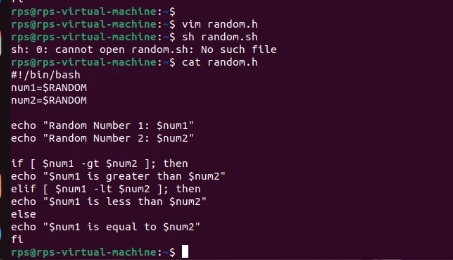 rps@rps-virtual-machine:~$
rps@rps-virtual-machine:~$ vim random.h
rps@rps-virtual-machine:~$ sh random.sh
sh: 0: cannot open random.sh: No such file
rps@rps-virtual-machine:~$ cat random.h
#!/bin/bash
num1=$RANDOM
num2=$RANDOM

echo "Random Number 1: $num1"
echo "Random Number 2: $num2"

if [ $num1 -gt $num2 ]; then
echo "$num1 is greater than $num2"
elif [ $num1 -lt $num2 ]; then
echo "$num1 is less than $num2"
else
echo "$num1 is equal to $num2"
fi
rps@rps-virtual-machine:~$